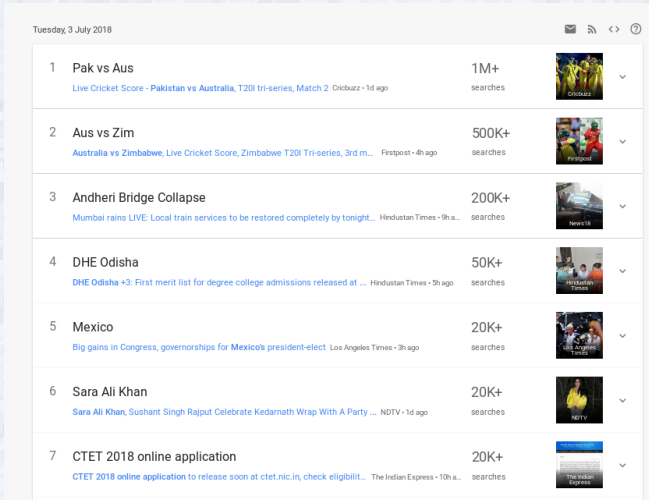 Tuesday, 3 July 2018
1 Pak vs Aus 1M+
Live Cricket Score - Pakistan vs Australia, T20I tri-series, Match 2 Cricbuzz • 1d ago searches
Cricbuzz
2 Aus vs Zim 500K+
Australia vs Zimbabwe, Live Cricket Score, Zimbabwe T20I Tri-series, 3rd m... Firstpost • 4h ago searches
Firstpost
3 Andheri Bridge Collapse 200K+
Mumbai rains LIVE: Local train services to be restored completely by tonight... Hindustan Times • 9h a... searches
News18
4 DHE Odisha 50K+
DHE Odisha +3: First merit list for degree college admissions released at ... Hindustan Times • 5h ago searches
Hindustan
Times
5 Mexico 20K+
Big gains in Congress, governorships for Mexico's president-elect Los Angeles Times • 3h ago searches
Los Angeles
Times
6 Sara Ali Khan 20K+
Sara Ali Khan, Sushant Singh Rajput Celebrate Kedarnath Wrap With A Party ... NDTV • 1d ago searches
NDTV
7 CTET 2018 online application 20K+
CTET 2018 online application to release soon at ctet.nic.in, check eligibilit... The Indian Express • 10h a... searches
The Indian
Express